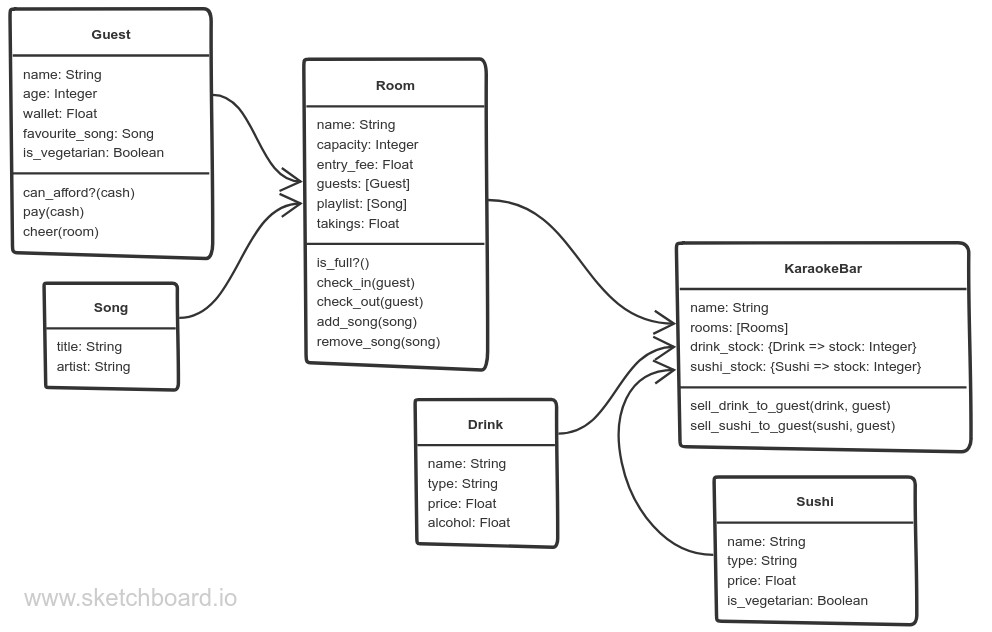 Guest
name: String
age: Integer
wallet: Float
favourite_song: Song
is_vegetarian: Boolean
can_afford?(cash)
pay(cash)
cheer(room)
Song
title: String
artist: String
Room
name: String
capacity: Integer
entry_fee: Float
guests: [Guest]
playlist: [Song]
takings: Float
is_full?()
check_in(guest)
check_out(guest)
add_song(song)
remove_song(song)
KaraokeBar
name: String
rooms: [Rooms]
drink_stock: {Drink => stock: Integer}
sushi_stock: {Sushi => stock: Integer}
sell_drink_to_guest(drink, guest)
sell_sushi_to_guest(sushi, guest)
Drink
name: String
type: String
price: Float
alcohol: Float
Sushi
name: String
type: String
price: Float
is_vegetarian: Boolean
www.sketchboard.io